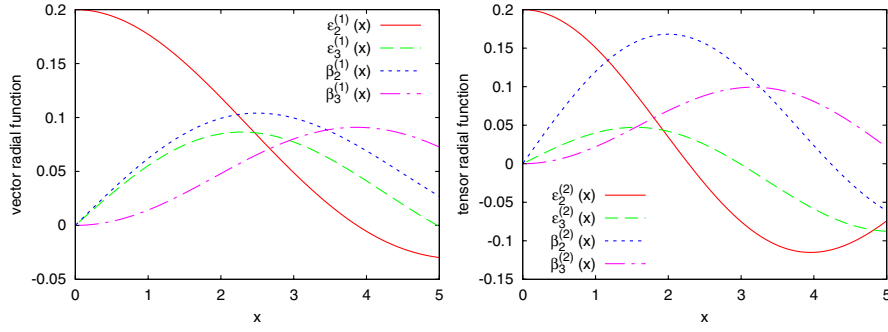 vector radial function
0.2
0.15
0.1
0.05
0
-0.05
0
1
2
3
4
5
x
ε₂⁽¹⁾ (x)
ε₃⁽¹⁾ (x)
β₂⁽¹⁾ (x)
β₃⁽¹⁾ (x)
tensor radial function
0.2
0.15
0.1
0.05
0
-0.05
-0.1
-0.15
0
1
2
3
4
5
x
ε₂⁽²⁾ (x)
ε₃⁽²⁾ (x)
β₂⁽²⁾ (x)
β₃⁽²⁾ (x)